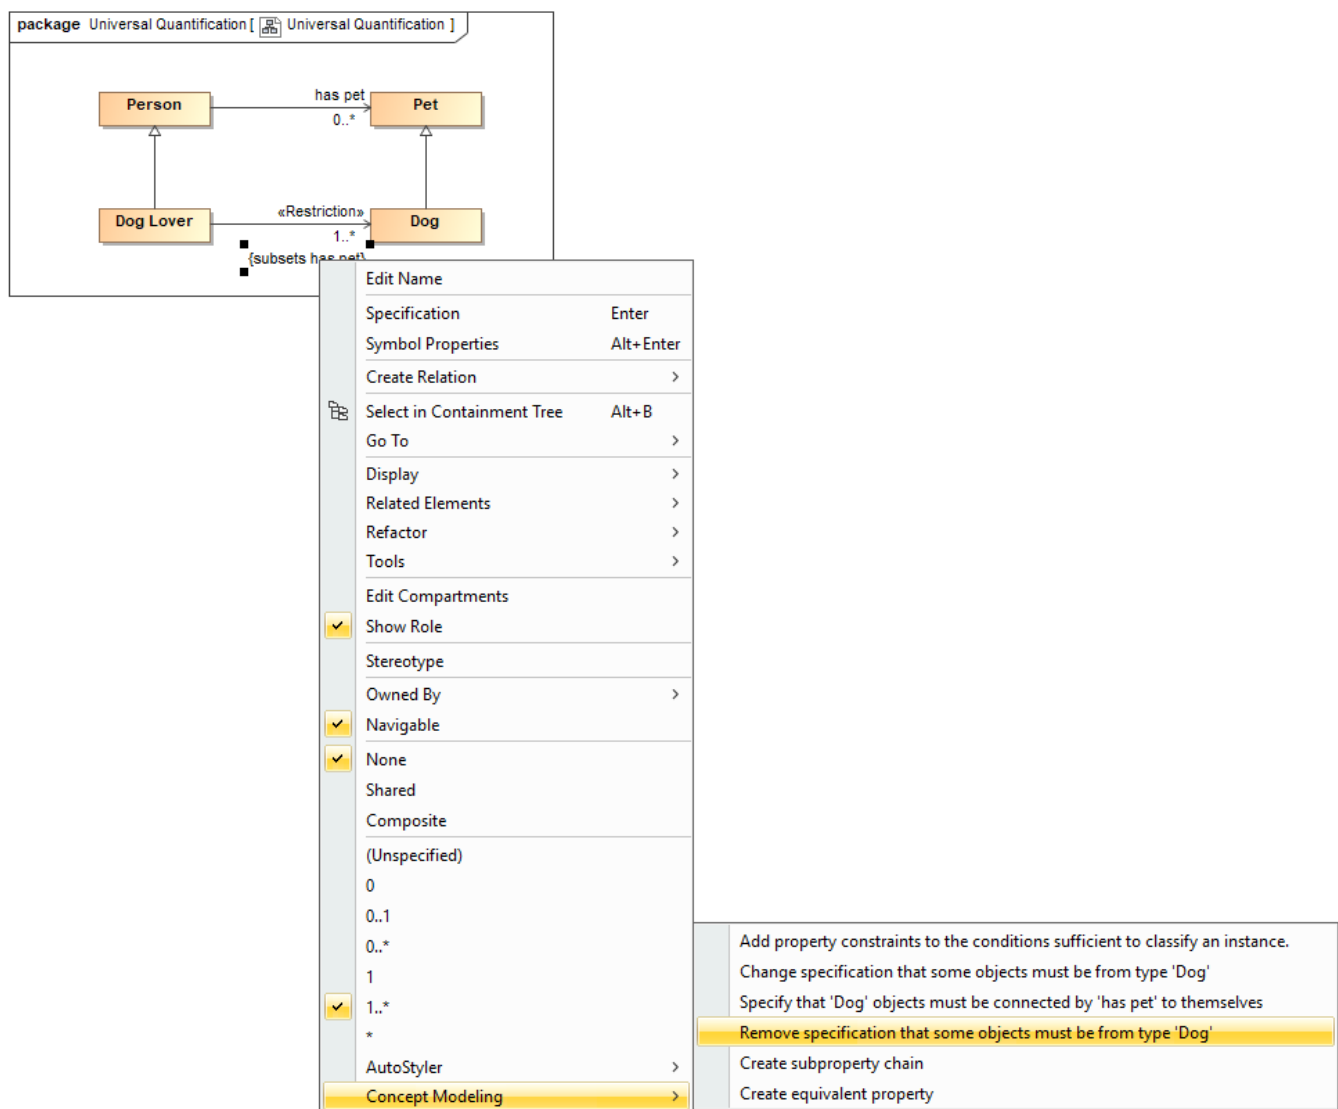 package Universal Quantification [ Universal Quantification ]
Person
has pet
0..*
Pet
Dog Lover
«Restriction»
1..*
Dog
{subsets has pet}
Edit Name
Specification Enter
Symbol Properties Alt+Enter
Create Relation
Select in Containment Tree Alt+B
Go To
Display
Related Elements
Refactor
Tools
Edit Compartments
Show Role
Stereotype
Owned By
Navigable
None
Shared
Composite
(Unspecified)
0
0..1
0..*
1
1..*
*
AutoStyler
Concept Modeling
Add property constraints to the conditions sufficient to classify an instance.
Change specification that some objects must be from type 'Dog'
Specify that 'Dog' objects must be connected by 'has pet' to themselves
Remove specification that some objects must be from type 'Dog'
Create subproperty chain
Create equivalent property